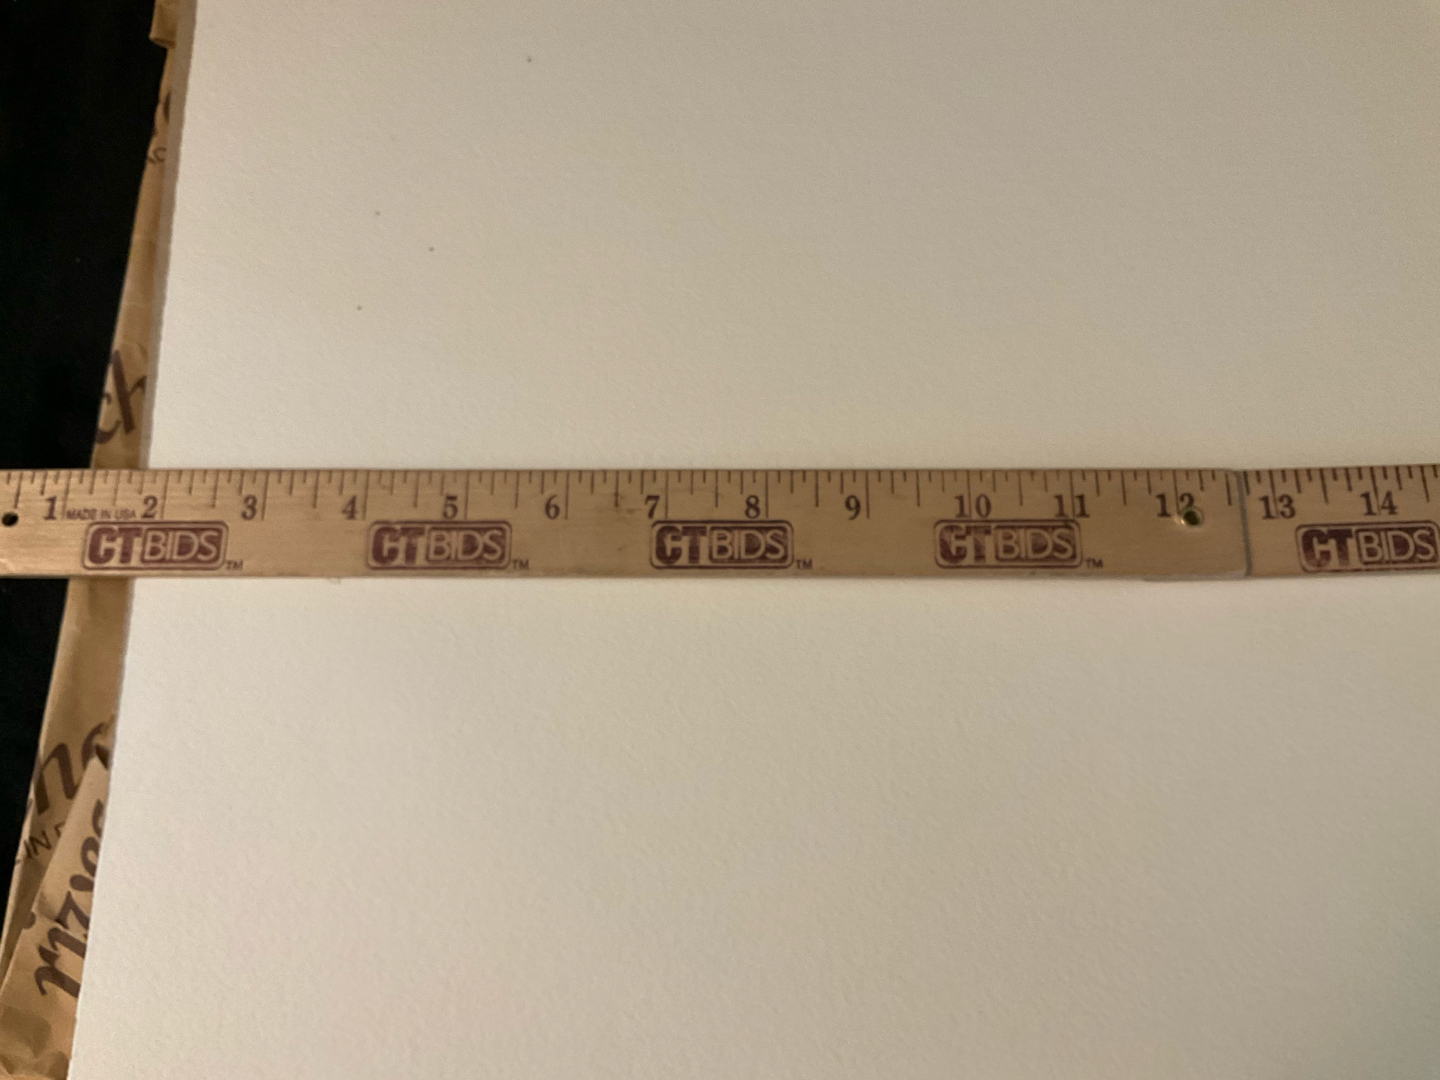 1 2 3 4 5 6 7 8 9 10 11 12 13 14
MADE IN USA
CTBIDS™ CTBIDS™ CTBIDS™ CTBIDS™ CTBIDS